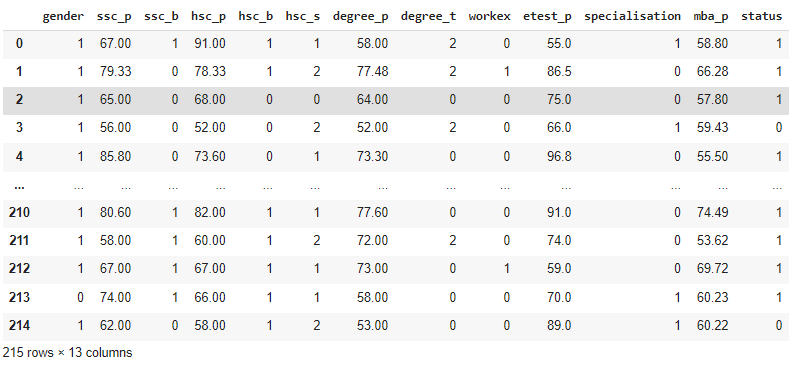 gender ssc_p ssc_b hsc_p hsc_b hsc_s degree_p degree_t workex etest_p specialisation mba_p status
0 1 67.00 1 91.00 1 1 58.00 2 0 55.0 1 58.80 1
1 1 79.33 0 78.33 1 2 77.48 2 1 86.5 0 66.28 1
2 1 65.00 0 68.00 0 0 64.00 2 0 75.0 0 57.80 1
3 1 56.00 0 52.00 0 2 52.00 2 0 66.0 1 59.43 0
4 1 85.80 0 73.60 0 1 73.30 0 0 96.8 0 55.50 1
... ... ... ... ... ... ... ... ... ... ... ... ... ...
210 1 80.60 1 82.00 1 1 77.60 0 0 91.0 0 74.49 1
211 1 58.00 1 60.00 1 2 72.00 2 0 74.0 0 53.62 1
212 1 67.00 1 67.00 1 1 73.00 0 1 59.0 0 69.72 1
213 0 74.00 1 66.00 1 1 58.00 0 0 70.0 1 60.23 1
214 1 62.00 0 58.00 1 2 53.00 0 0 89.0 1 60.22 0
215 rows × 13 columns